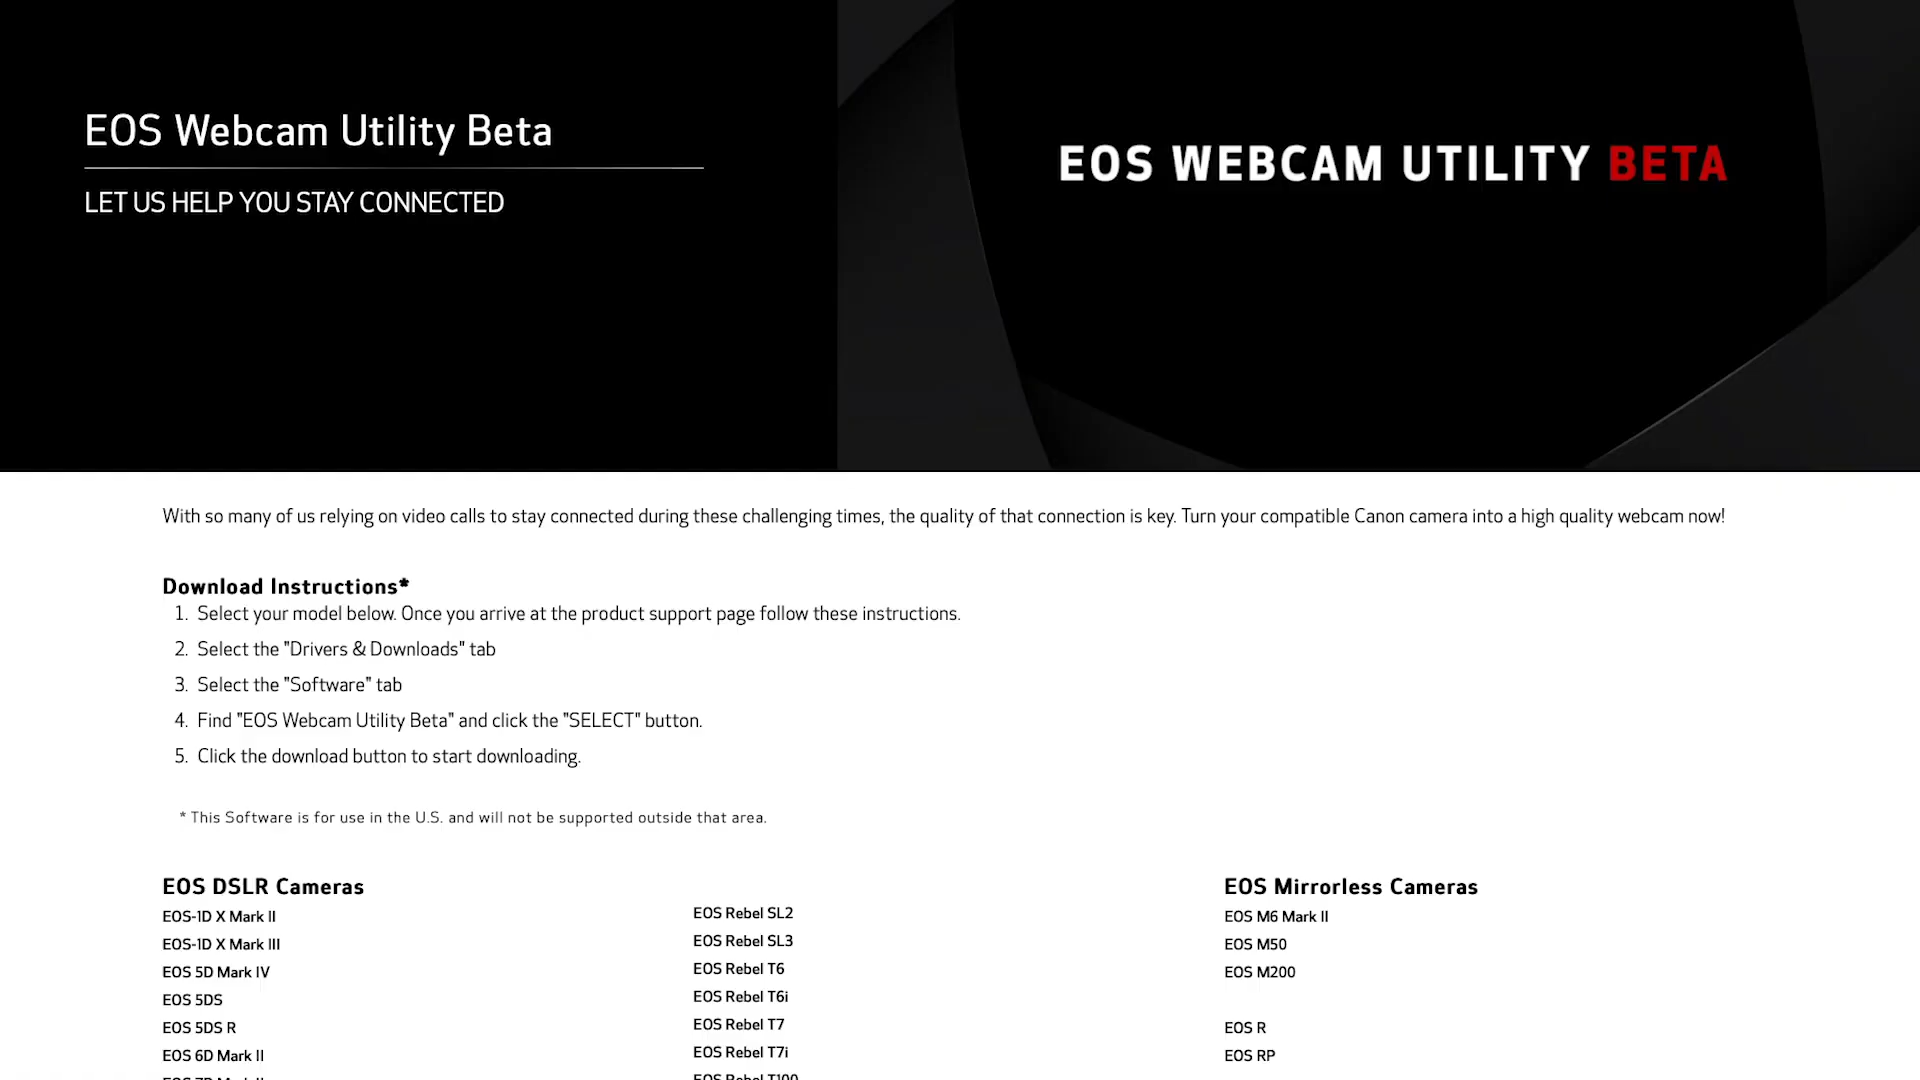 EOS Webcam Utility Beta
LET US HELP YOU STAY CONNECTED
EOS WEBCAM UTILITY BETA
With so many of us relying on video calls to stay connected during these challenging times, the quality of that connection is key. Turn your compatible Canon camera into a high quality webcam now!
Download Instructions*
1. Select your model below. Once you arrive at the product support page follow these instructions.
2. Select the "Drivers & Downloads" tab
3. Select the "Software" tab
4. Find "EOS Webcam Utility Beta" and click the "SELECT" button.
5. Click the download button to start downloading.
* This Software is for use in the U.S. and will not be supported outside that area.
EOS DSLR Cameras
EOS-1D X Mark II
EOS-1D X Mark III
EOS 5D Mark IV
EOS 5DS
EOS 5DS R
EOS 6D Mark II
EOS 7D Mark II
EOS Rebel SL2
EOS Rebel SL3
EOS Rebel T6
EOS Rebel T6i
EOS Rebel T7
EOS Rebel T7i
EOS Rebel T100
EOS Mirrorless Cameras
EOS M6 Mark II
EOS M50
EOS M200
EOS R
EOS RP